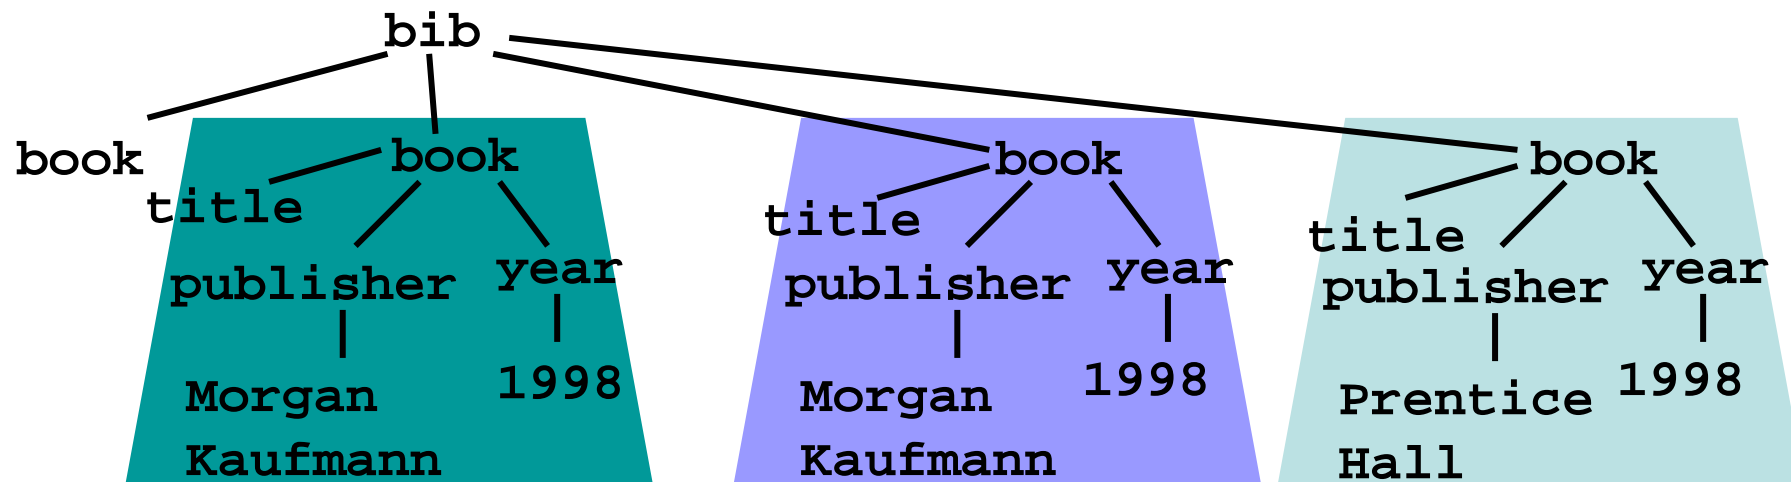 bib
book book book book
title title title
publisher year publisher year publisher year
Morgan 1998 Morgan 1998 Prentice 1998
Kaufmann Kaufmann Hall